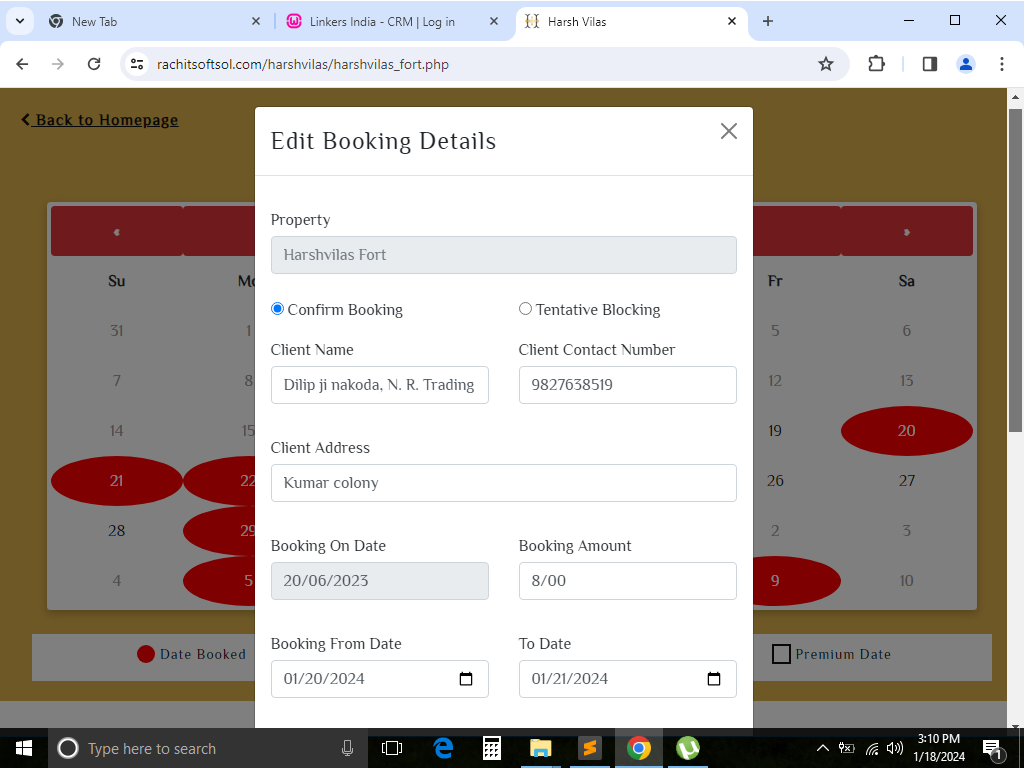 New Tab
Linkers India - CRM | Log in
Harsh Vilas
rachitsoftsol.com/harshvilas/harshvilas_fort.php
Back to Homepage
Edit Booking Details
Property
Harshvilas Fort
Confirm Booking
Tentative Blocking
Client Name
Client Contact Number
Dilip ji nakoda, N. R. Trading
9827638519
Client Address
Kumar colony
Booking On Date
Booking Amount
20/06/2023
8/00
Booking From Date
To Date
01/20/2024
01/21/2024
Su Fr Sa
31 1 5 6
7 8 12 13
14 15 19 20
21 22 26 27
28 29 2 3
4 5 9 10
Date Booked
Premium Date
Type here to search
3:10 PM
1/18/2024
1